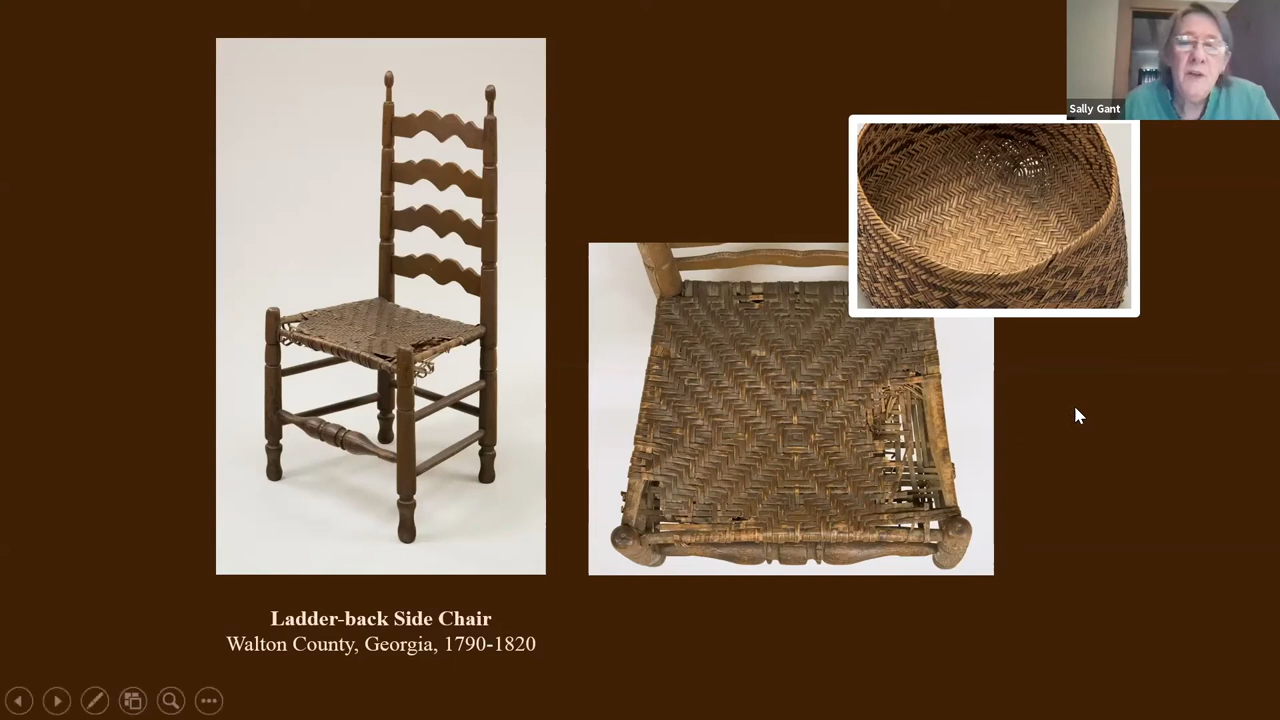 Sally Gant
Ladder-back Side Chair
Walton County, Georgia, 1790-1820